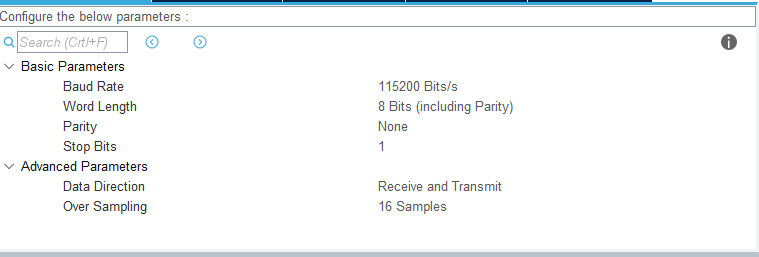 Configure the below parameters :
Search (Crtl+F)
Basic Parameters
Baud Rate 115200 Bits/s
Word Length 8 Bits (including Parity)
Parity None
Stop Bits 1
Advanced Parameters
Data Direction Receive and Transmit
Over Sampling 16 Samples